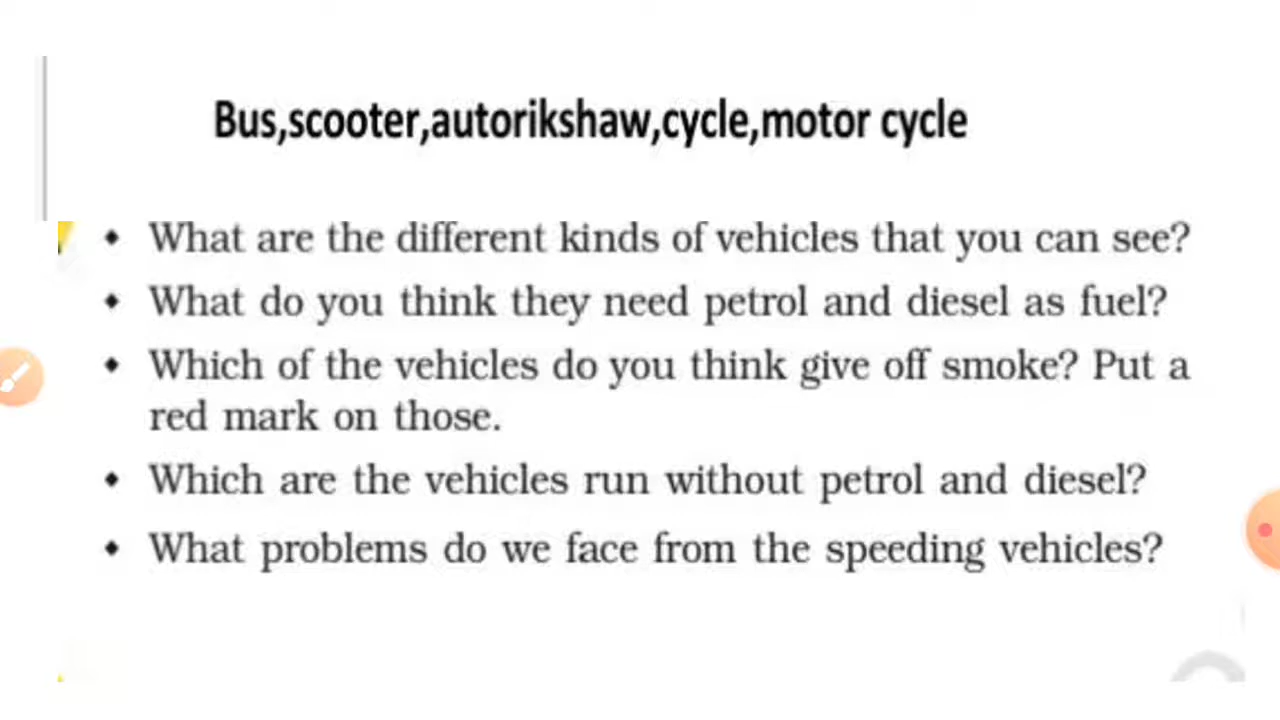 Bus,scooter,autorikshaw,cycle,motor cycle
• What are the different kinds of vehicles that you can see?
• What do you think they need petrol and diesel as fuel?
• Which of the vehicles do you think give off smoke? Put a
red mark on those.
• Which are the vehicles run without petrol and diesel?
• What problems do we face from the speeding vehicles?